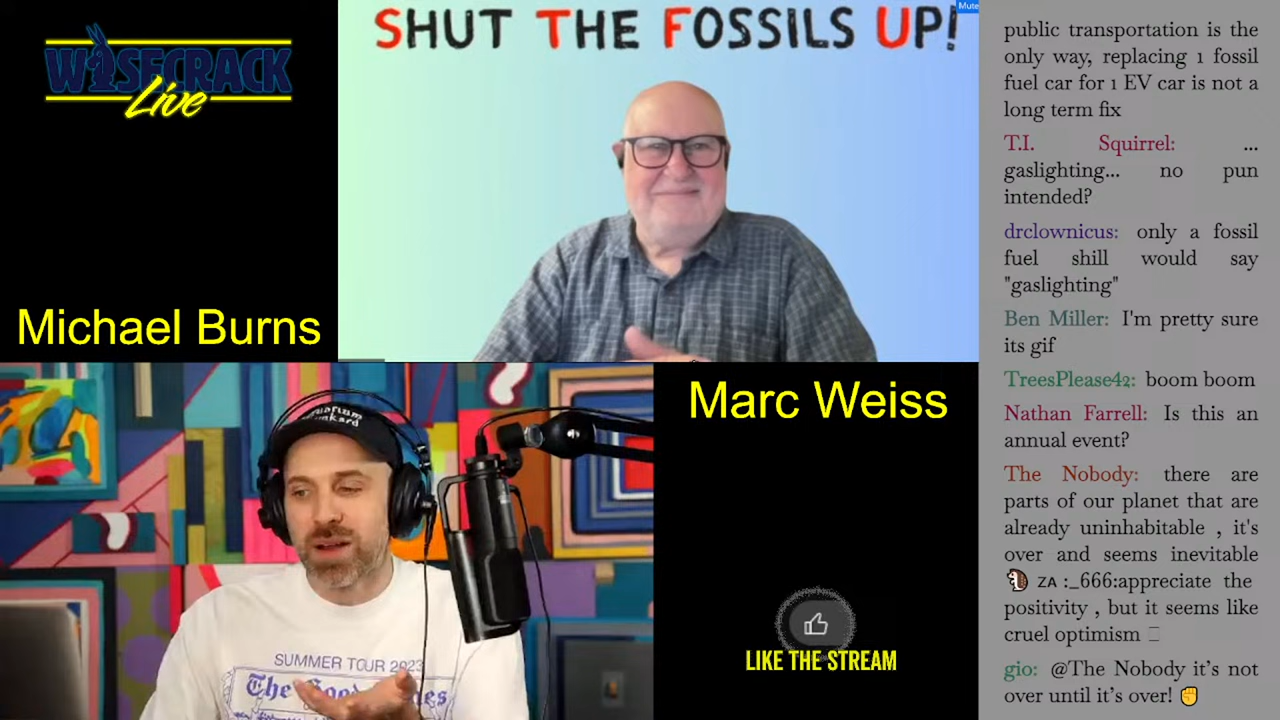 WISECRACK
Live
Michael Burns
SHUT THE FOSSILS UP!
Mute
SUMMER TOUR 2023
Marc Weiss
LIKE THE STREAM
public transportation is the
only way, replacing 1 fossil
fuel car for 1 EV car is not a
long term fix
T.I. Squirrel: ...
gaslighting... no pun
intended?
drclownicus: only a fossil
fuel shill would say
"gaslighting"
Ben Miller: I'm pretty sure
its gif
TreesPlease42: boom boom
Nathan Farrell: Is this an
annual event?
The Nobody: there are
parts of our planet that are
already uninhabitable , it's
over and seems inevitable
ZA :_666:appreciate the
positivity , but it seems like
cruel optimism
gio: @The Nobody it's not
over until it's over!